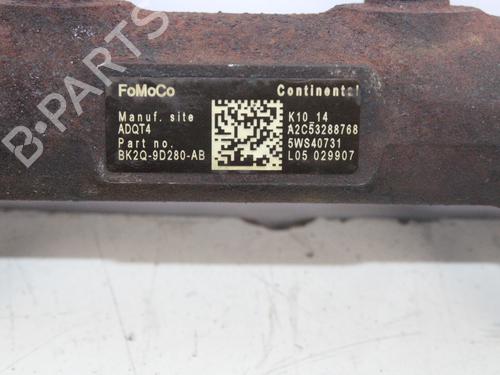 FoMoCo
Continental
Manuf. site
ADQT4
Part no.
BK2Q-9D280-AB
K10_14
A2C53288768
5WS40731
L05 029907
B-PARTS